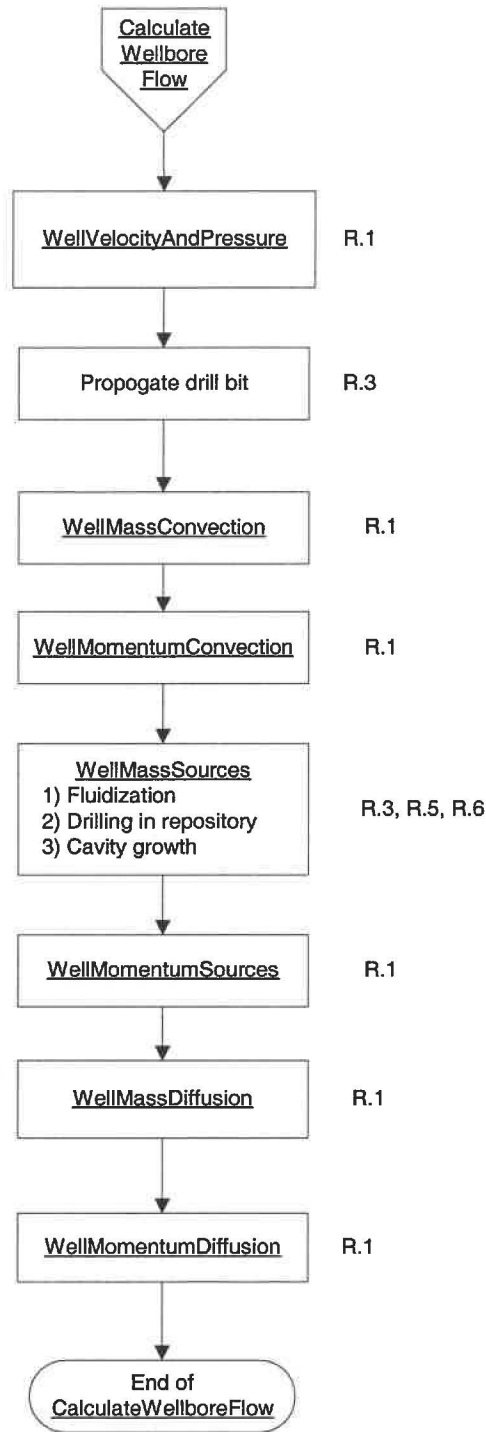 Calculate
Wellbore
Flow
WellVelocityAndPressure
R.1
Propogate drill bit
R.3
WellMassConvection
R.1
WellMomentumConvection
R.1
WellMassSources
1) Fluidization
2) Drilling in repository
3) Cavity growth
R.3, R.5, R.6
WellMomentumSources
R.1
WellMassDiffusion
R.1
WellMomentumDiffusion
R.1
End of
CalculateWellboreFlow